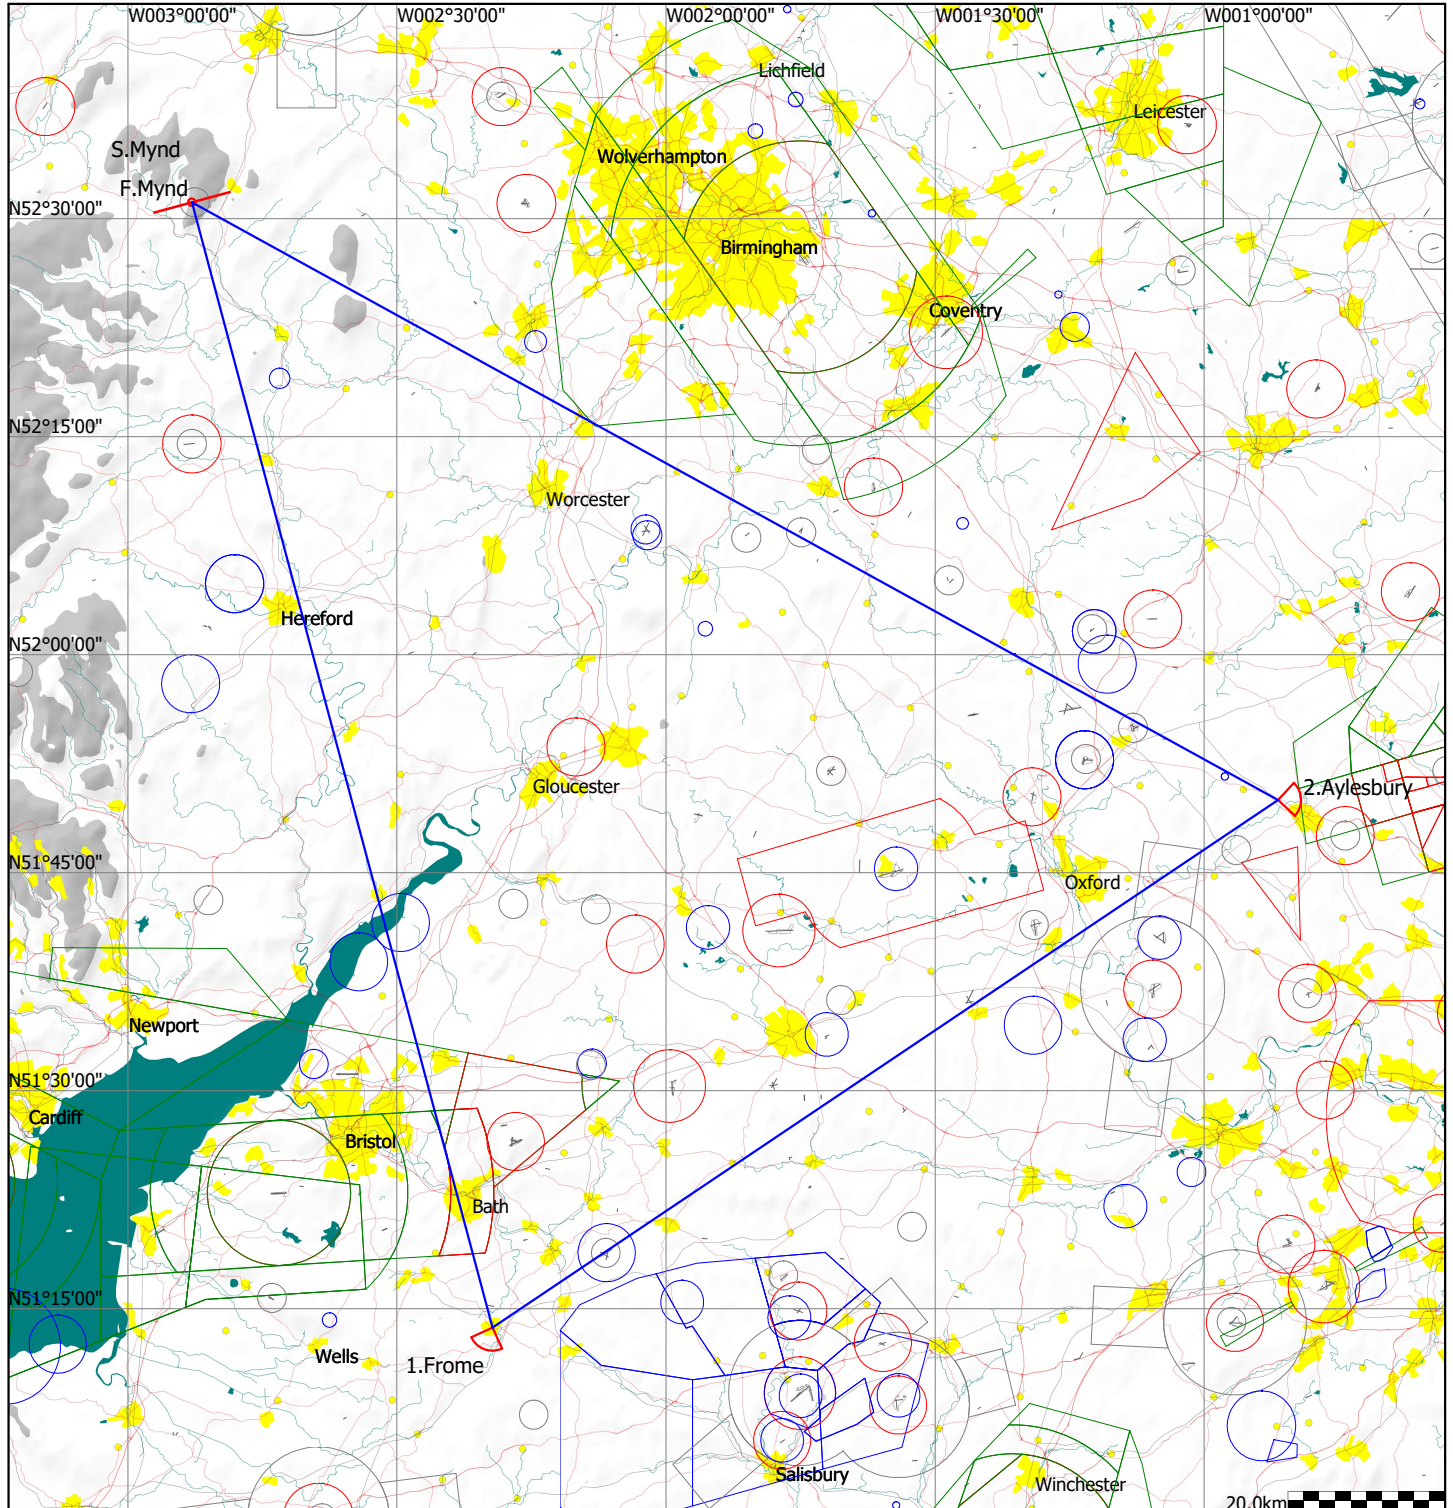 W003°00'00" W002°30'00" W002°00'00" W001°30'00" W001°00'00"
Lichfield
Leicester
S.Mynd
Wolverhampton
F.Mynd
N52°30'00"
Birmingham
Coventry
N52°15'00"
Worcester
Hereford
N52°00'00"
Gloucester
2.Aylesbury
N51°45'00"
Oxford
Newport
N51°30'00"
Cardiff
Bristol
Bath
N51°15'00"
Wells
1.Frome
Salisbury
Winchester
20.0km